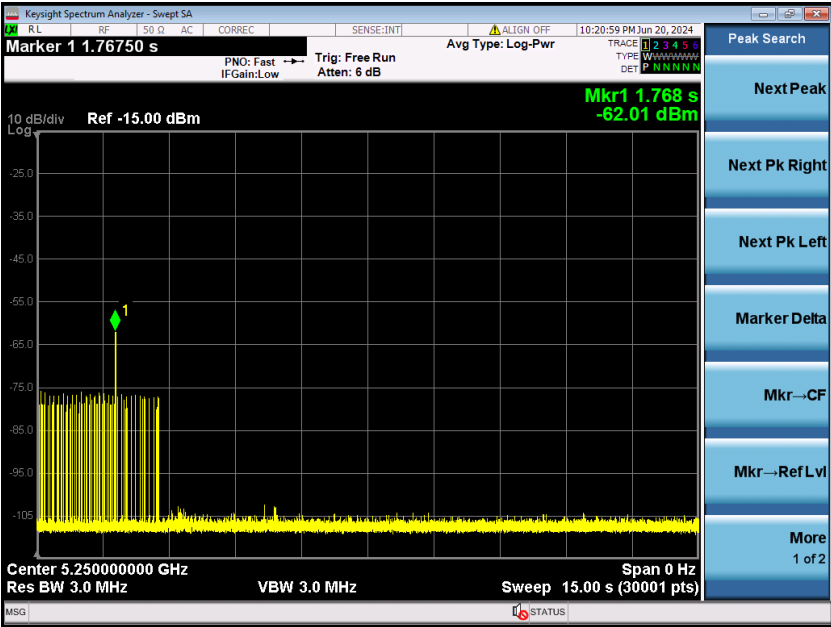 Keysight Spectrum Analyzer - Swept SA
LXI RL RF 50 Ω AC CORREC SENSE:INT ALIGN OFF 10:20:59 PM Jun 20, 2024
Marker 1 1.76750 s
PNO: Fast
IFGain:Low
Trig: Free Run
Atten: 6 dB
Avg Type: Log-Pwr
TRACE 1 2 3 4 5 6
TYPE W
DET P N N N N N
Peak Search
Next Peak
Next Pk Right
Next Pk Left
Marker Delta
Mkr→CF
Mkr→Ref Lvl
More
1 of 2
Mkr1 1.768 s
-62.01 dBm
10 dB/div Ref -15.00 dBm
Log
1
-25.0
-35.0
-45.0
-55.0
-65.0
-75.0
-85.0
-95.0
-105
Center 5.250000000 GHz Span 0 Hz
Res BW 3.0 MHz VBW 3.0 MHz Sweep 15.00 s (30001 pts)
MSG STATUS